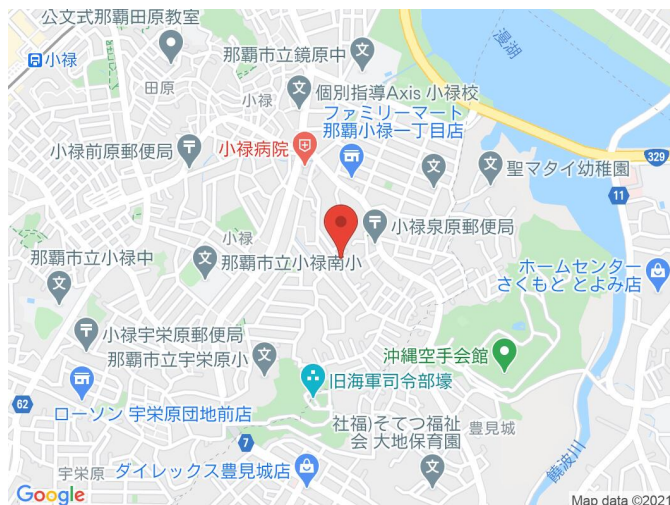 公文式那覇田原教室
小禄
田原
那覇市立鏡原中
小禄
個別指導Axis 小禄校
ファミリーマート
那覇小禄一丁目店
漫湖
329
小禄前原郵便局
小禄病院
聖マタイ幼稚園
11
小禄泉原郵便局
小禄
那覇市立小禄南小
那覇市立小禄中
ホームセンター
さくもと とよみ店
小禄宇栄原郵便局
那覇市立宇栄原小
沖縄空手会館
旧海軍司令部壕
62
ローソン 宇栄原団地前店
社福)そてつ福祉
会 大地保育園
豊見城
7
宇栄原
ダイレックス豊見城店
饒波川
Google
Map data ©2021